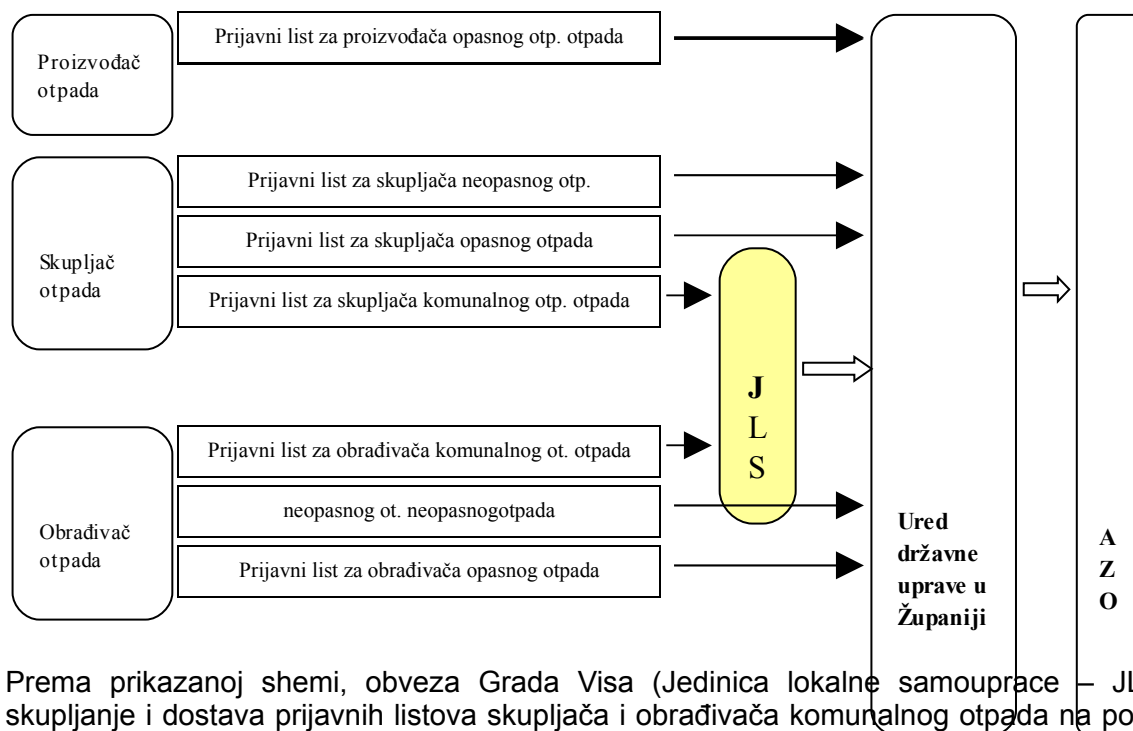 Prijavni list za proizvođača opasnog otp. otpada
Proizvođač
otpada
Prijavni list za skupljača neopasnog otp.
Prijavni list za skupljača opasnog otpada
Skupljač
otpada
Prijavni list za skupljača komunalnog otp. otpada
J
L
S
Prijavni list za obrađivača komunalnog ot. otpada
neopasnog ot. neopasnogotpada
Obrađivač
otpada
Prijavni list za obrađivača opasnog otpada
Ured
državne
uprave u
Županiji
A
Z
O
Prema prikazanoj shemi, obveza Grada Visa (Jedinica lokalne samouprace – JL
skupljanje i dostava prijavnih listova skupljača i obrađivača komunalnog otpada na po